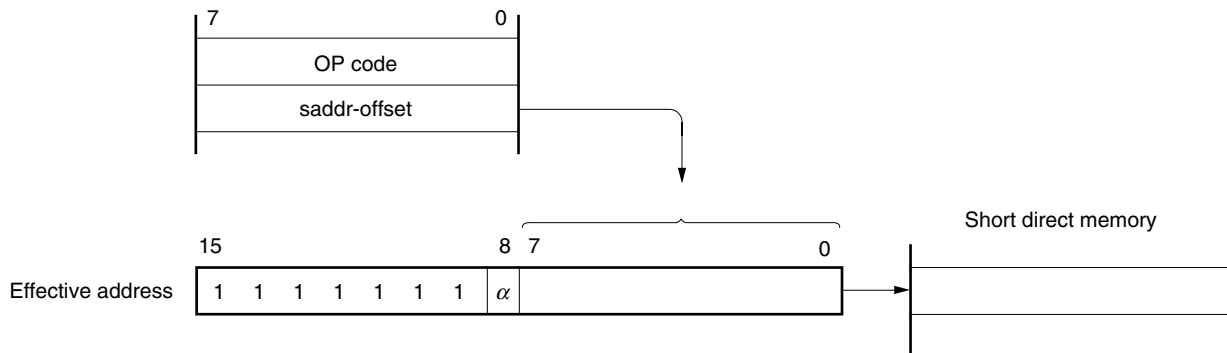 7 0
OP code
saddr-offset
Short direct memory
15 8 7 0
Effective address 1 1 1 1 1 1 1 α